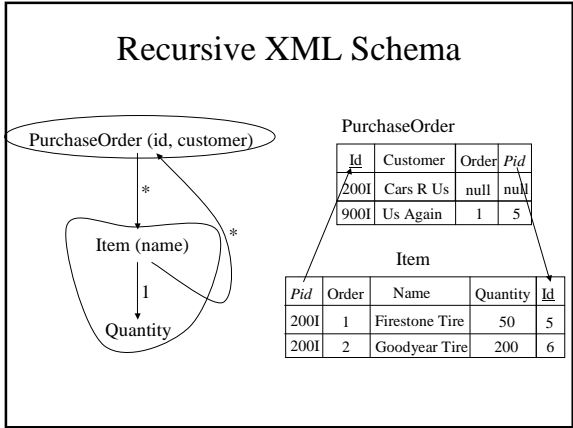 Recursive XML Schema
PurchaseOrder (id, customer)
*
*
Item (name)
1
Quantity
PurchaseOrder
Id Customer Order Pid
200I Cars R Us null null
900I Us Again 1 5
Item
Pid Order Name Quantity Id
200I 1 Firestone Tire 50 5
200I 2 Goodyear Tire 200 6